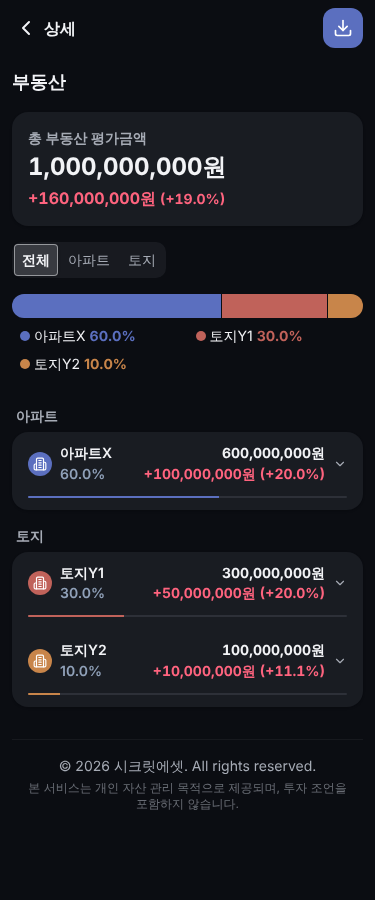 상세
부동산
총 부동산 평가금액
1,000,000,000원
+160,000,000원 (+19.0%)
전체 아파트 토지
아파트X 60.0% 토지Y1 30.0%
토지Y2 10.0%
아파트
아파트X 600,000,000원
60.0% +100,000,000원 (+20.0%)
토지
토지Y1 300,000,000원
30.0% +50,000,000원 (+20.0%)
토지Y2 100,000,000원
10.0% +10,000,000원 (+11.1%)
© 2026 시크릿에셋. All rights reserved.
본 서비스는 개인 자산 관리 목적으로 제공되며, 투자 조언을
포함하지 않습니다.